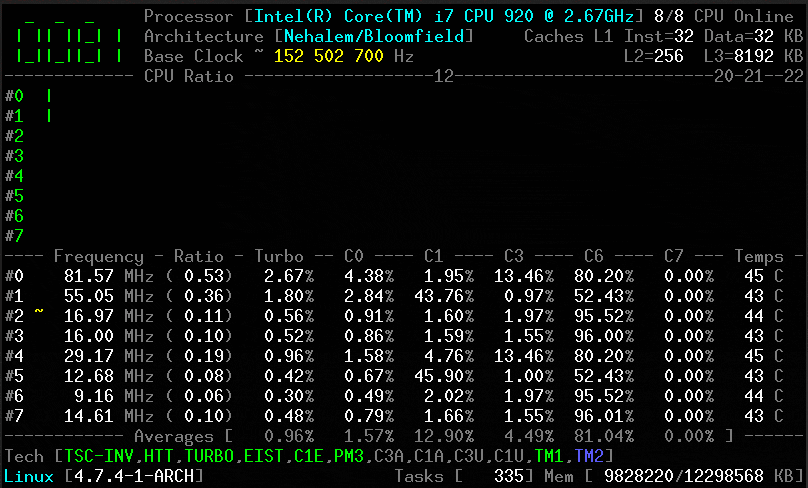 Processor [Intel(R) Core(TM) i7 CPU 920 @ 2.67GHz] 8/8 CPU Online
Architecture [Nehalem/Bloomfield] Caches L1 Inst=32 Data=32 KB
Base Clock ~ 152 502 700 Hz L2=256 L3=8192 KB
-------------- CPU Ratio --------------------12--------------------------20-21--22
#0
#1
#2
#3
#4
#5
#6
#7
---- Frequency - Ratio - Turbo -- C0 ---- C1 ---- C3 ---- C6 ---- C7 --- Temps -
#0 81.57 MHz ( 0.53) 2.67% 4.38% 1.95% 13.46% 80.20% 0.00% 45 C
#1 55.05 MHz ( 0.36) 1.80% 2.84% 43.76% 0.97% 52.43% 0.00% 43 C
#2 ~ 16.97 MHz ( 0.11) 0.56% 0.91% 1.60% 1.97% 95.52% 0.00% 44 C
#3 16.00 MHz ( 0.10) 0.52% 0.86% 1.59% 1.55% 96.00% 0.00% 43 C
#4 29.17 MHz ( 0.19) 0.96% 1.58% 4.76% 13.46% 80.20% 0.00% 45 C
#5 12.68 MHz ( 0.08) 0.42% 0.67% 45.90% 1.00% 52.43% 0.00% 43 C
#6 9.16 MHz ( 0.06) 0.30% 0.49% 2.02% 1.97% 95.52% 0.00% 44 C
#7 14.61 MHz ( 0.10) 0.48% 0.79% 1.66% 1.55% 96.01% 0.00% 43 C
------------ Averages [ 0.96% 1.57% 12.90% 4.49% 81.04% 0.00% ] ------
Tech [TSC-INV,HTT,TURBO,EIST,C1E,PM3,C3A,C1A,C3U,C1U,TM1,TM2]
Linux [4.7.4-1-ARCH] Tasks [ 335] Mem [ 9828220/12298568 KB]